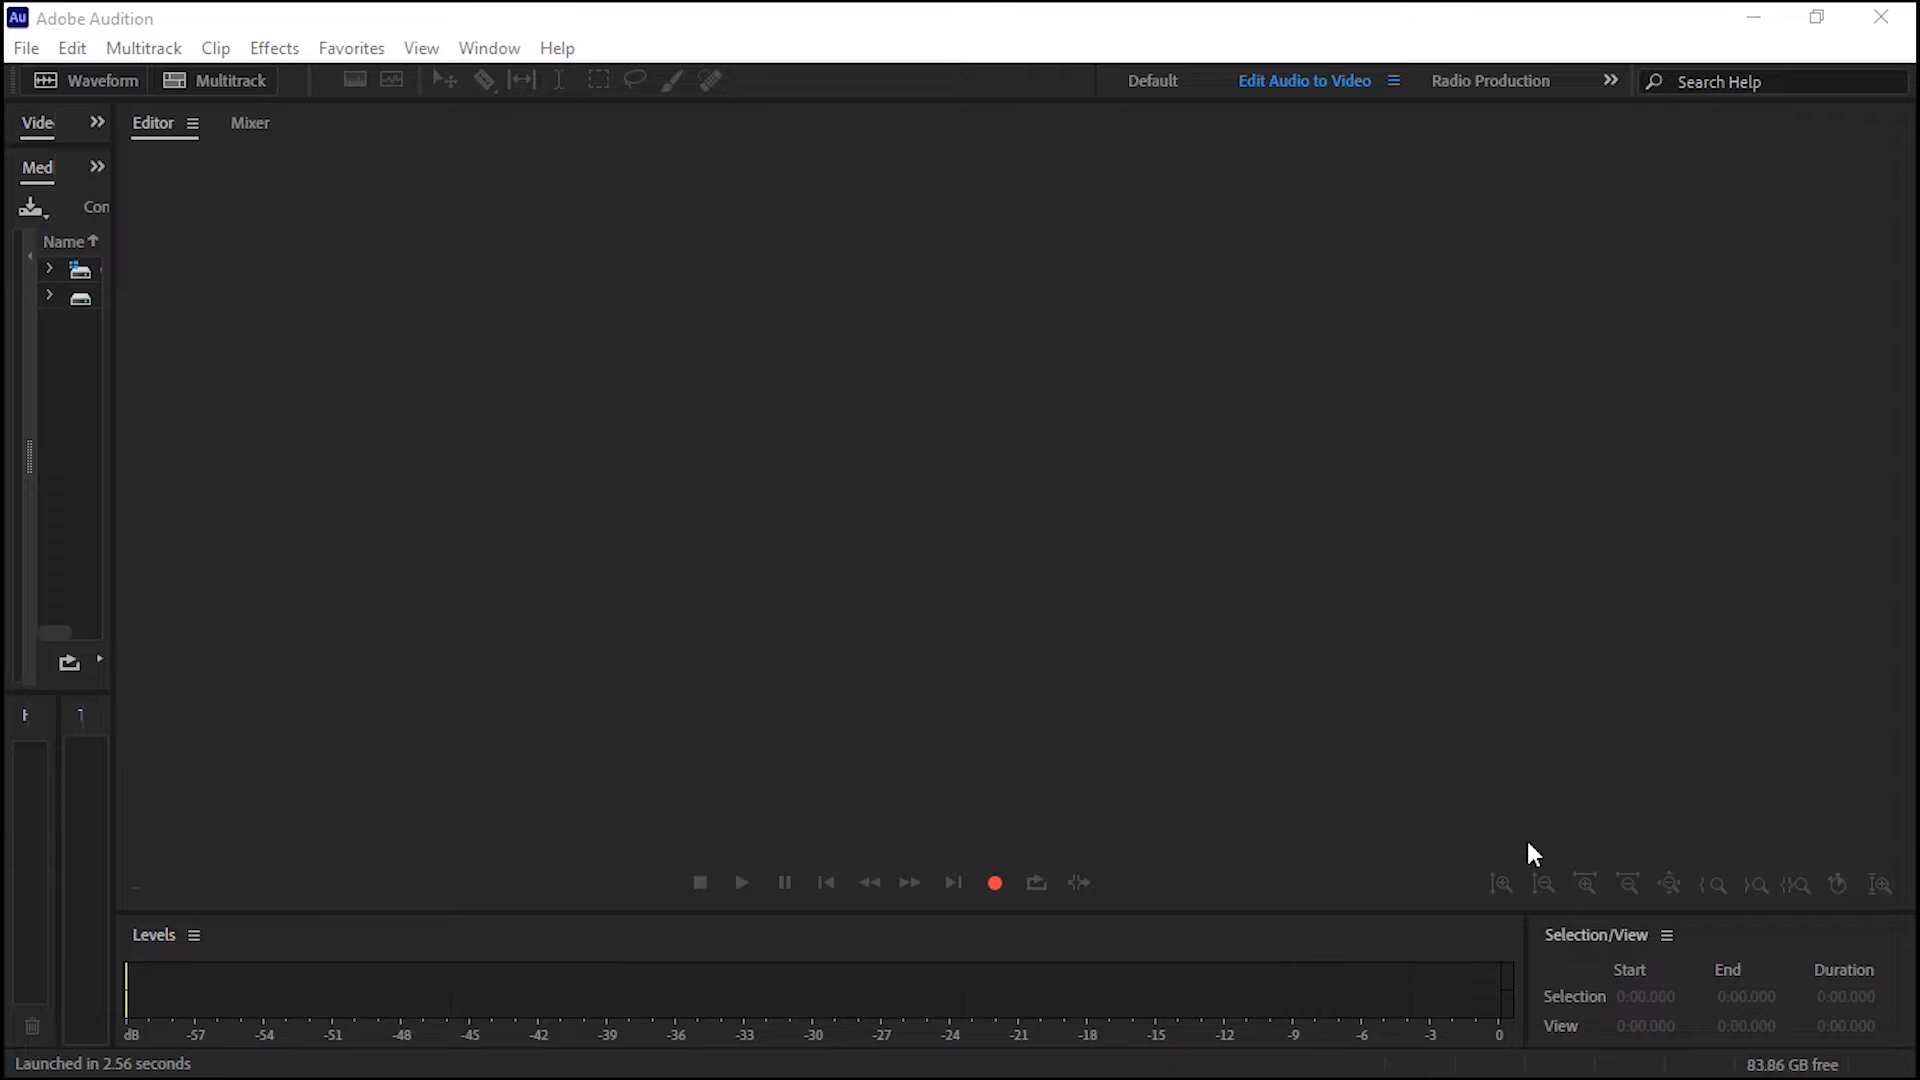 Au Adobe Audition
File Edit Multitrack Clip Effects Favorites View Window Help
Waveform Multitrack Default Edit Audio to Video Radio Production Search Help
Vide
Editor Mixer
Med
Con
Name
Levels
dB -57 -54 -51 -48 -45 -42 -39 -36 -33 -30 -27 -24 -21 -18 -15 -12 -9 -6 -3 0
Selection/View
Start End Duration
Selection 0:00.000 0:00.000 0:00.000
View 0:00.000 0:00.000 0:00.000
Launched in 2.56 seconds
83.86 GB free